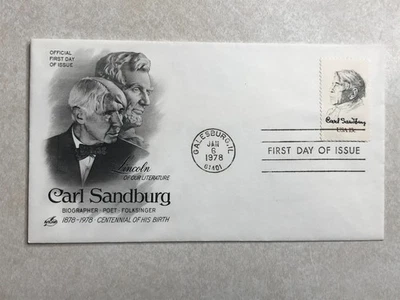 OFFICIAL
FIRST DAY
OF ISSUE
Lincoln
OF OUR LITERATURE
Carl Sandburg
BIOGRAPHER · POET · FOLKSINGER
1878-1978 · CENTENNIAL OF HIS BIRTH
GALESBURG, IL
JAN
6
1978
61401
Carl Sandburg
USA 13c
FIRST DAY OF ISSUE